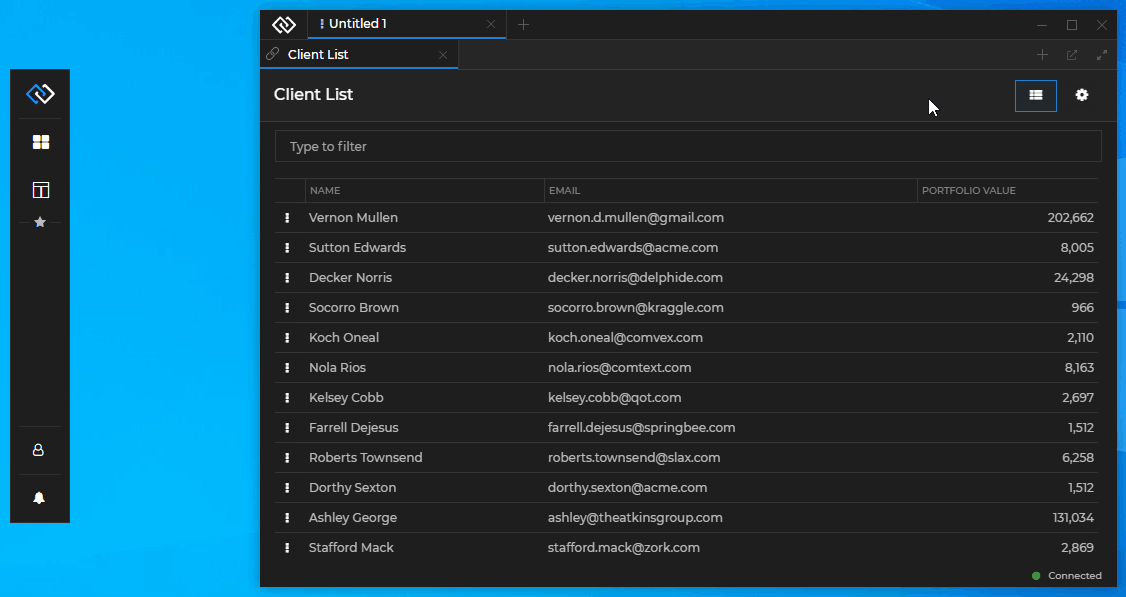 Untitled 1
Client List
Client List
Type to filter
NAME EMAIL PORTFOLIO VALUE
Vernon Mullen vernon.d.mullen@gmail.com 202,662
Sutton Edwards sutton.edwards@acme.com 8,005
Decker Norris decker.norris@delphide.com 24,298
Socorro Brown socorro.brown@kraggle.com 966
Koch Oneal koch.oneal@comvex.com 2,110
Nola Rios nola.rios@comtext.com 8,163
Kelsey Cobb kelsey.cobb@qot.com 2,697
Farrell Dejesus farrell.dejesus@springbee.com 1,512
Roberts Townsend roberts.townsend@slax.com 6,258
Dorthy Sexton dorthy.sexton@acme.com 1,512
Ashley George ashley@theatkinsgroup.com 131,034
Stafford Mack stafford.mack@zork.com 2,869
Connected